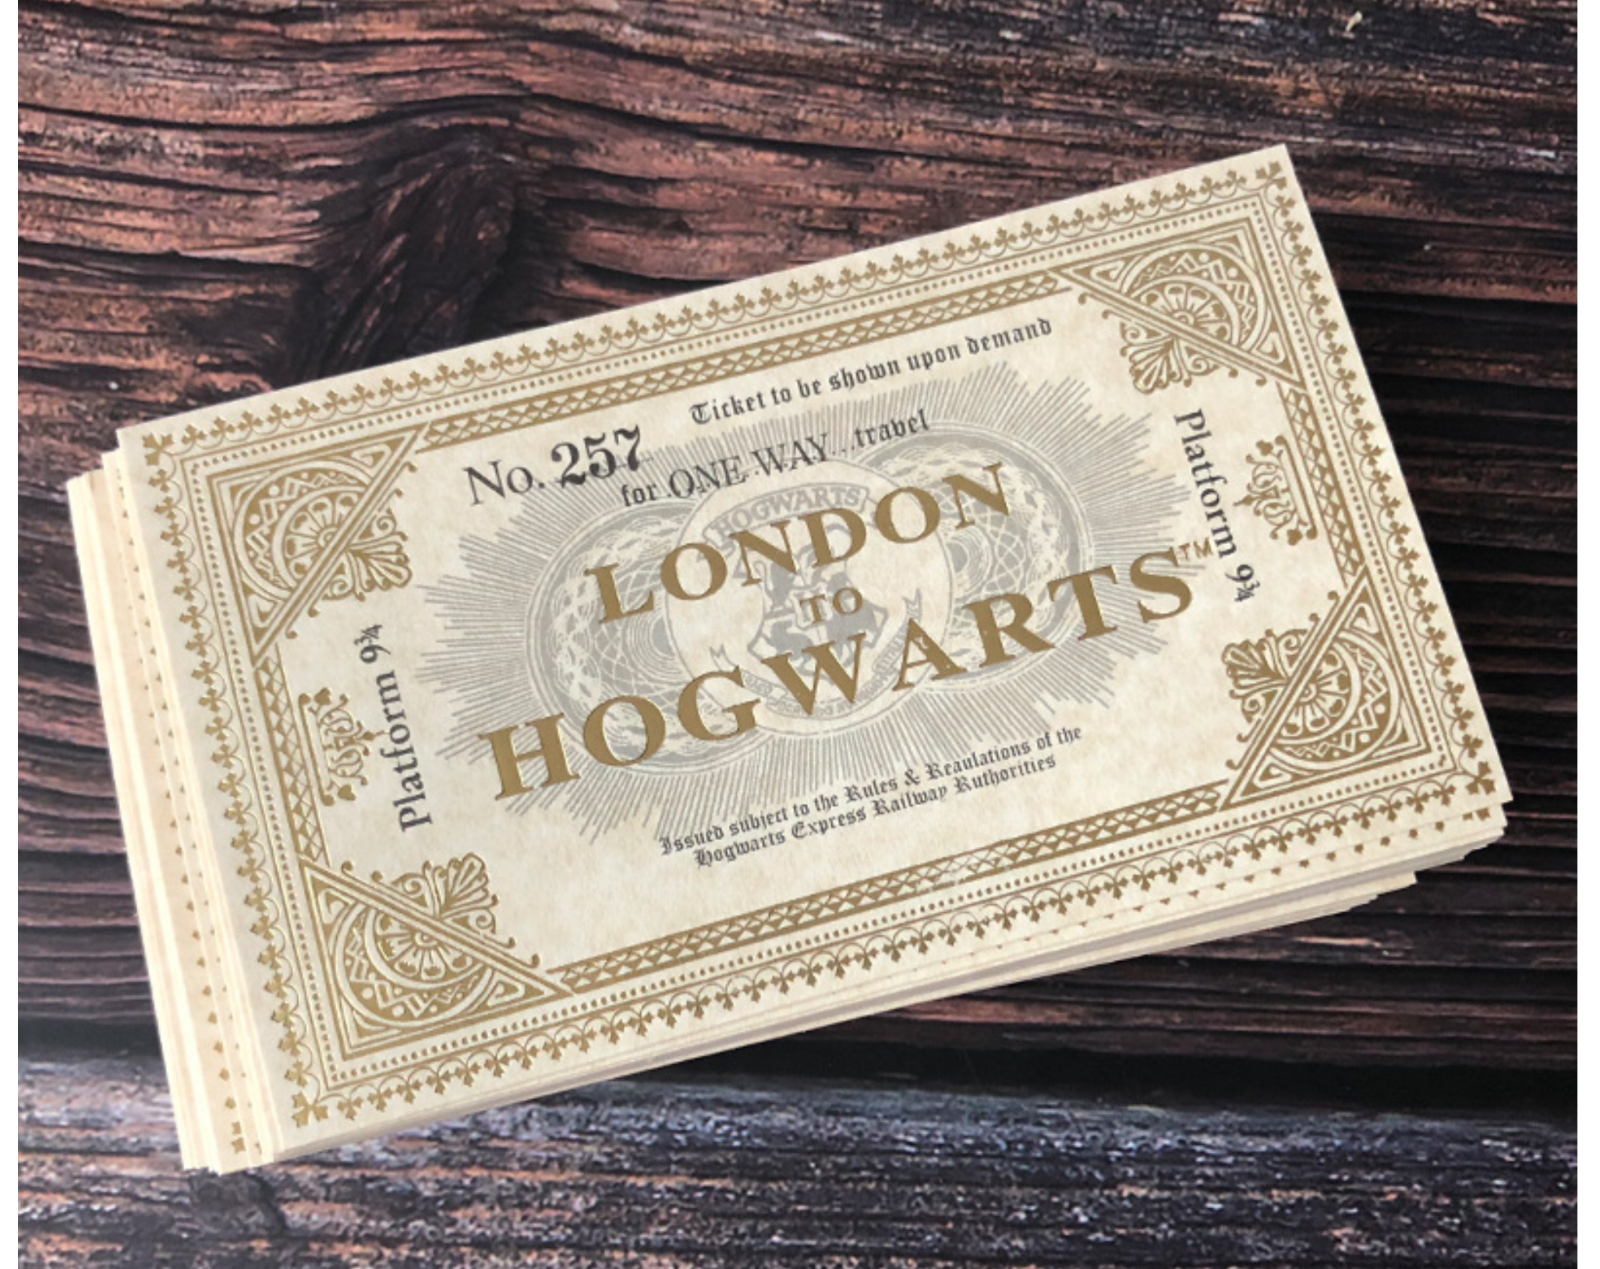 Ticket to be shown upon demand
No. 257
for ONE WAY...travel
HOGWARTS
LONDON
TO
HOGWARTS™
Platform 9¾
Platform 9¾
Issued subject to the Rules & Reaulations of the
Hogwarts Express Railway Authorities